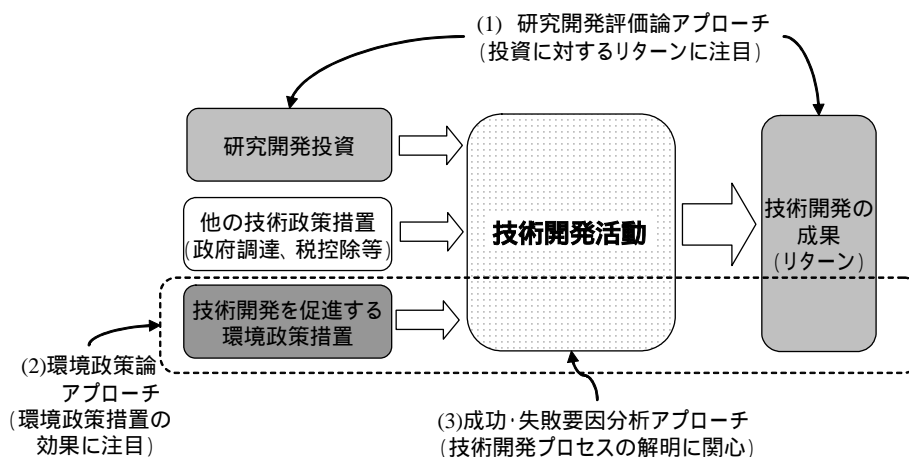 (1) 研究開発評価論アプローチ
(投資に対するリターンに注目)
研究開発投資
他の技術政策措置
(政府調達、税控除等)
技術開発を促進する
環境政策措置
技術開発活動
技術開発の
成果
(リターン)
(2)環境政策論
アプローチ
(環境政策措置の
効果に注目)
(3)成功・失敗要因分析アプローチ
(技術開発プロセスの解明に関心)